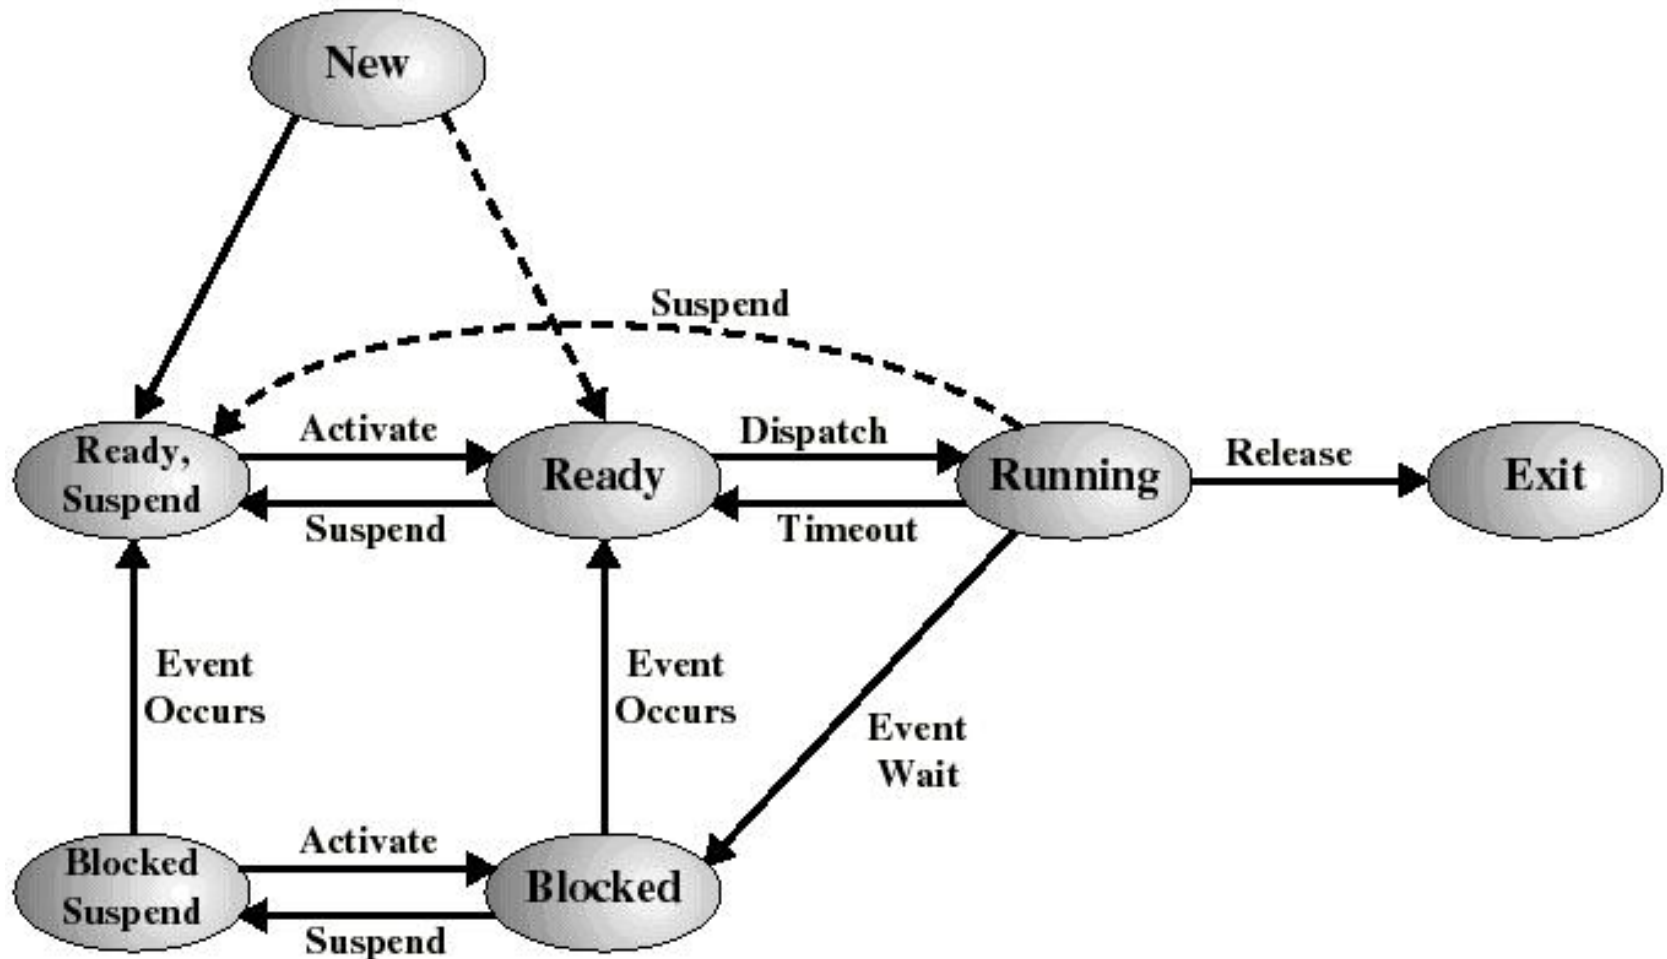 New
Suspend
Activate
Dispatch
Release
Ready,
Suspend
Ready
Running
Exit
Suspend
Timeout
Event
Occurs
Event
Occurs
Event
Wait
Activate
Blocked
Suspend
Blocked
Suspend